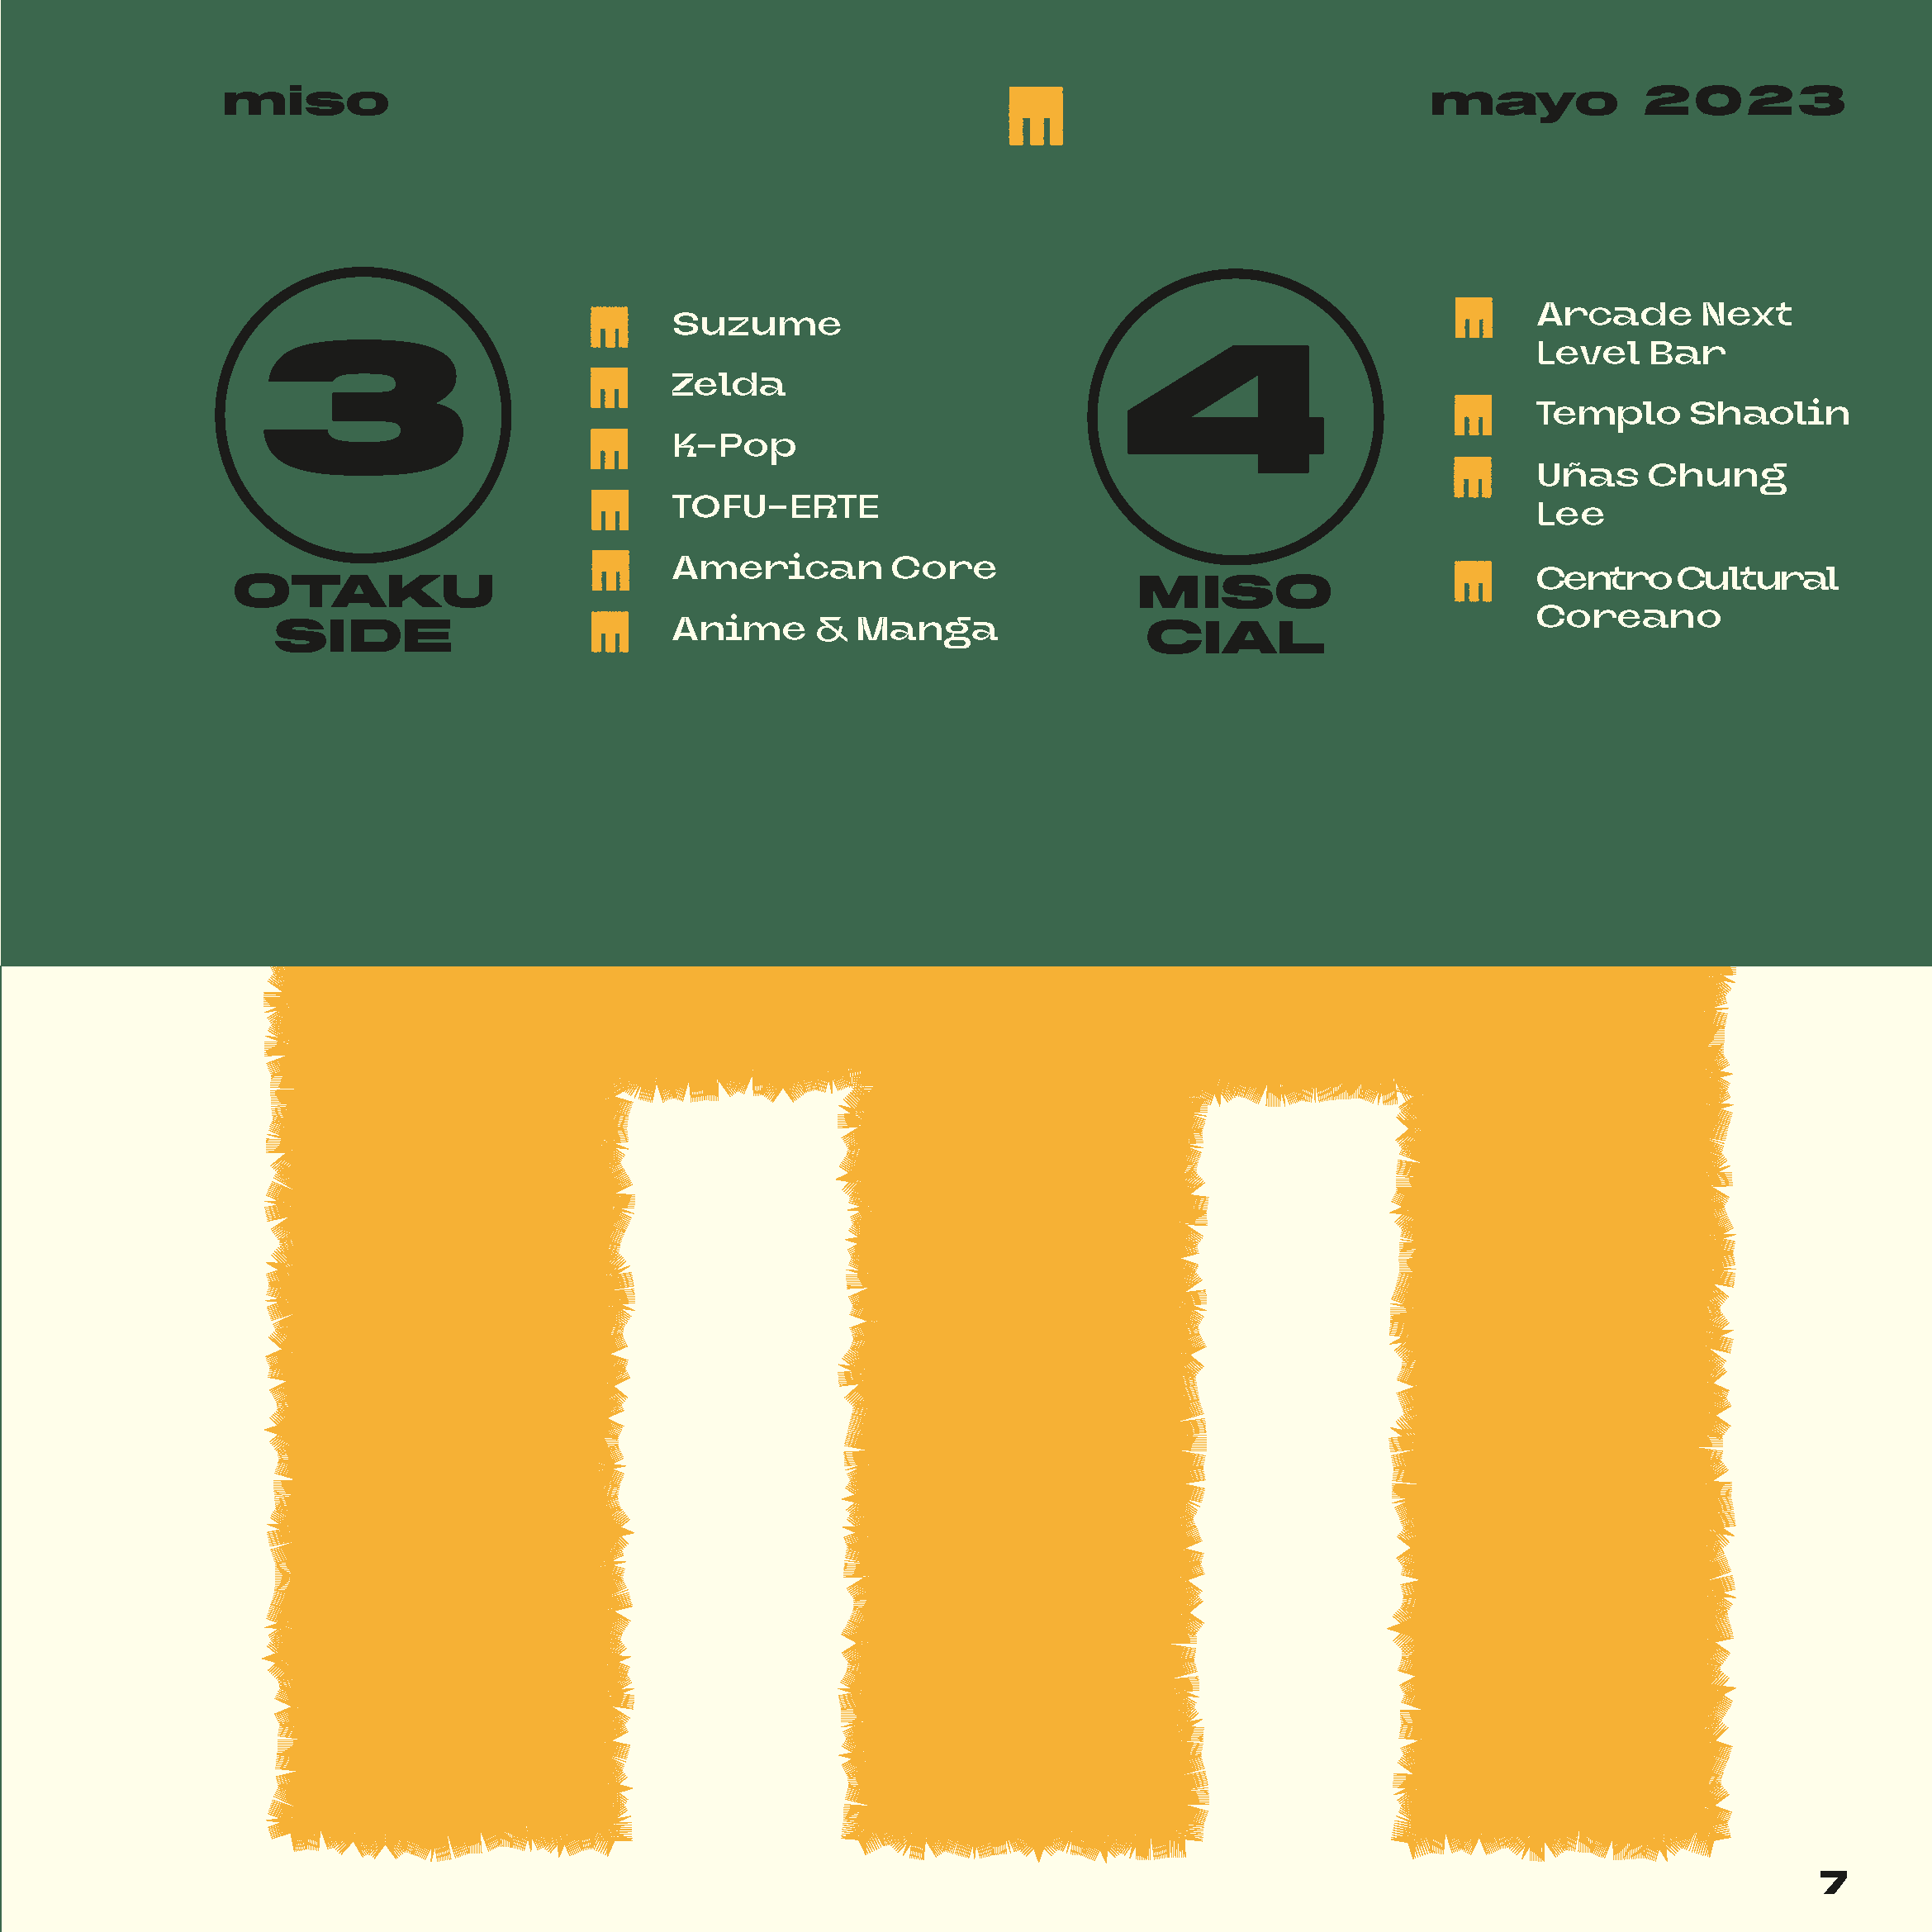 miso
mayo 2023
3
OTAKU
SIDE
Suzume
Zelda
K-Pop
TOFU-ERTE
American Core
Anime & Manga
4
MISO
CIAL
Arcade Next
Level Bar
Templo Shaolin
Uñas Chung
Lee
Centro Cultural
Coreano
7